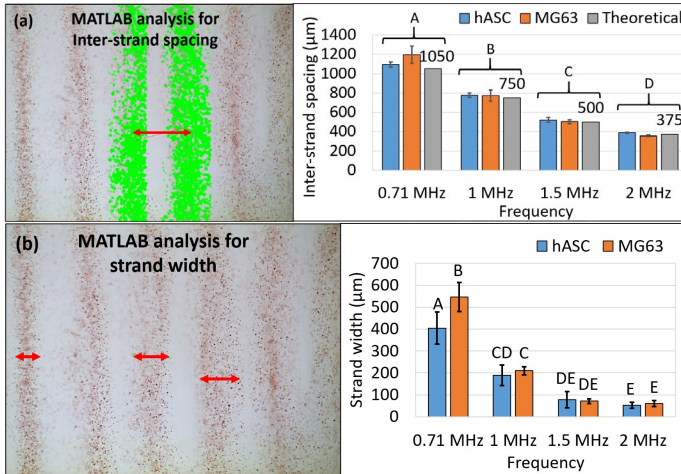 (a)
MATLAB analysis for
Inter-strand spacing
hASC MG63 Theoretical
Inter-strand spacing (µm)
1400
1200
1000
800
600
400
200
0
A
1050
B
750
C
500
D
375
0.71 MHz 1 MHz 1.5 MHz 2 MHz
Frequency
(b)
MATLAB analysis for
strand width
hASC MG63
Strand width (µm)
700
600
500
400
300
200
100
0
A
B
CD C
DE DE
E E
0.71 MHz 1 MHz 1.5 MHz 2 MHz
Frequency